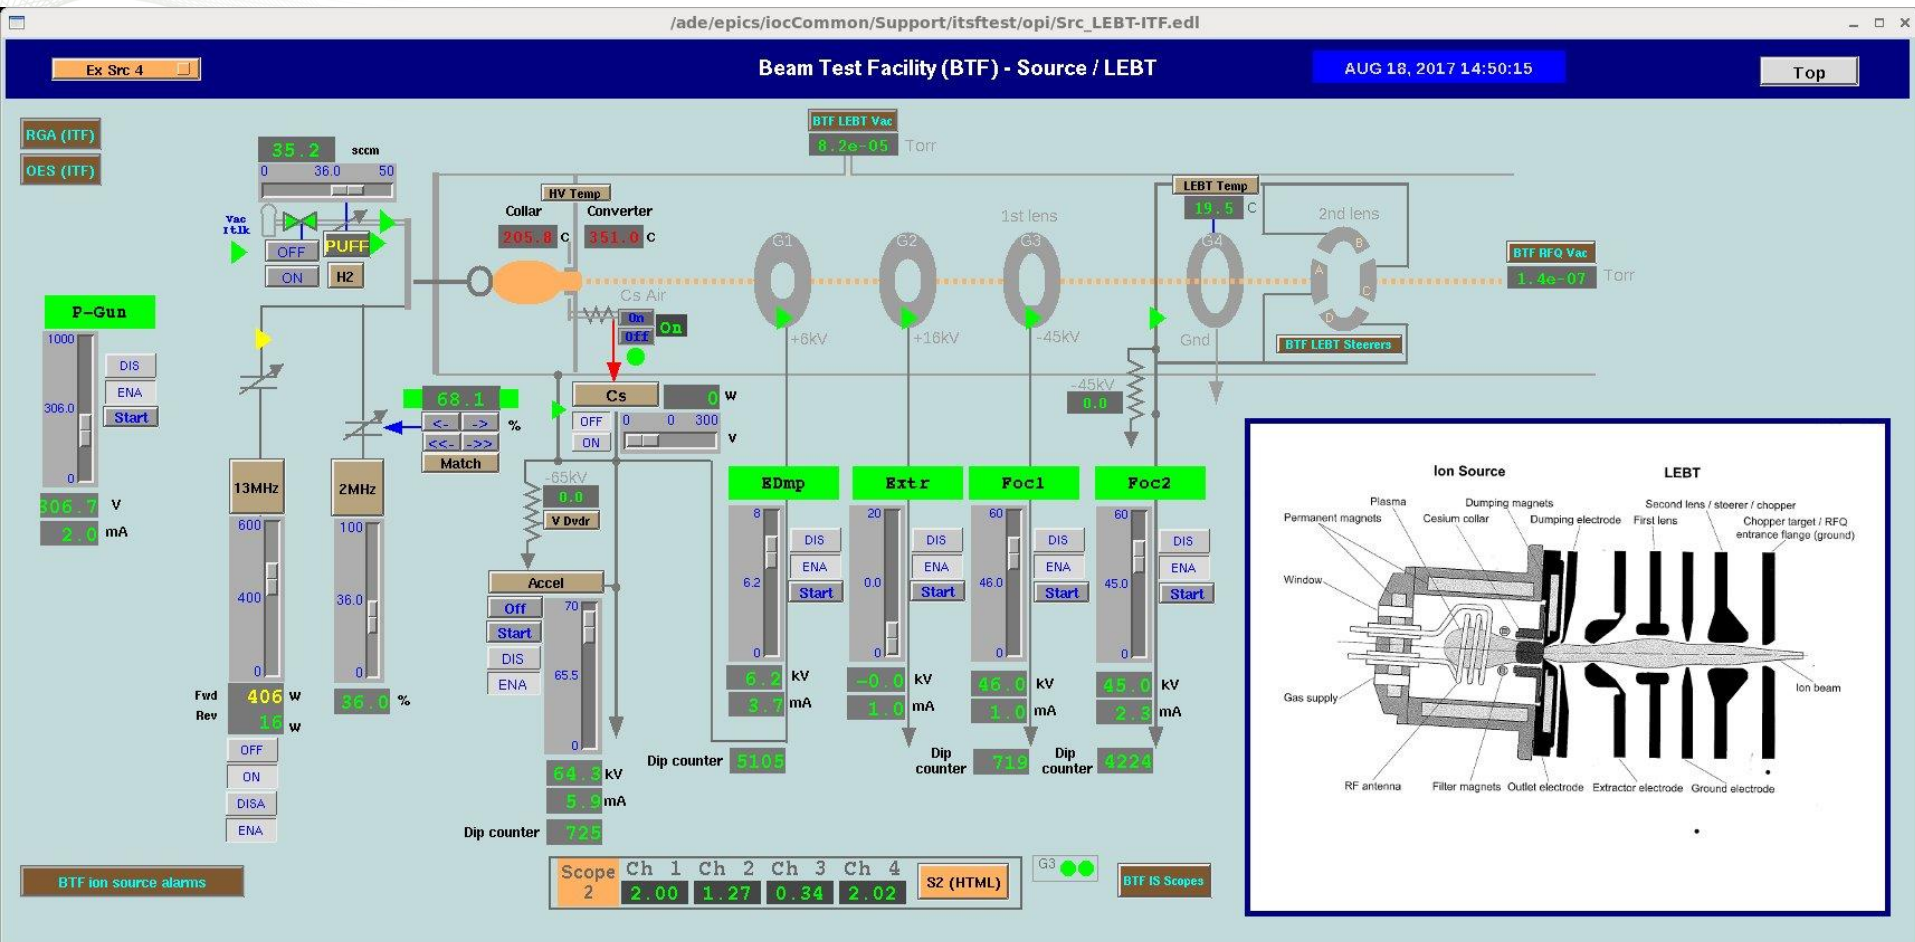 /ade/epics/iocCommon/Support/itsftest/opi/Src_LEBT-ITF.edl
Ex Src 4
Beam Test Facility (BTF) - Source / LEBT
AUG 18, 2017 14:50:15
Top
RGA (ITF)
OES (ITF)
35.2 sccm
0 36.0 50
Vac
Itlk
OFF
ON
PUFF
H2
BTF LEBT Vac
8.2e-05 Torr
HV Temp
Collar Converter
205.8 C 351.0 C
Cs Air
On
Off
On
G1
+6kV
G2
+16kV
1st lens
G3
-45kV
LEBT Temp
19.5 C
G4
Gnd
2nd lens
A
B
C
D
BTF LEBT Steerers
BTF RFQ Vac
1.4e-07 Torr
-45kV
0.0
P-Gun
1000
306.0
0
DIS
ENA
Start
306.7 V
2.0 mA
68.1 %
<- ->
<<- ->>
Match
Cs
0 W
OFF
ON
0 0 300
V
13MHz
600
400
0
Fwd 406 W
Rev 16 W
OFF
ON
DISA
ENA
2MHz
100
36.0
0
36.0 %
-65kV
0.0
V Dvdr
Accel
Off
Start
DIS
ENA
70
65.5
0
64.3 kV
5.9 mA
Dip counter 725
EDmp
8
6.2
0
DIS
ENA
Start
6.2 kV
3.7 mA
Dip counter 5105
Extr
20
0.0
0
DIS
ENA
Start
-0.0 kV
1.0 mA
Foc1
60
46.0
0
DIS
ENA
Start
46.0 kV
1.0 mA
Dip
counter 719
Foc2
60
45.0
0
DIS
ENA
Start
45.0 kV
2.3 mA
Dip
counter 4224
Ion Source LEBT
Plasma
Permanent magnets
Dumping magnets
Cesium collar
Dumping electrode
Second lens / steerer / chopper
First lens
Chopper target / RFQ
entrance flange (ground)
Window
Gas supply
Ion beam
RF antenna
Filter magnets
Outlet electrode
Extractor electrode
Ground electrode
BTF ion source alarms
Scope
2
Ch 1 Ch 2 Ch 3 Ch 4
2.00 1.27 0.34 2.02
S2 (HTML)
G3
BTF IS Scopes